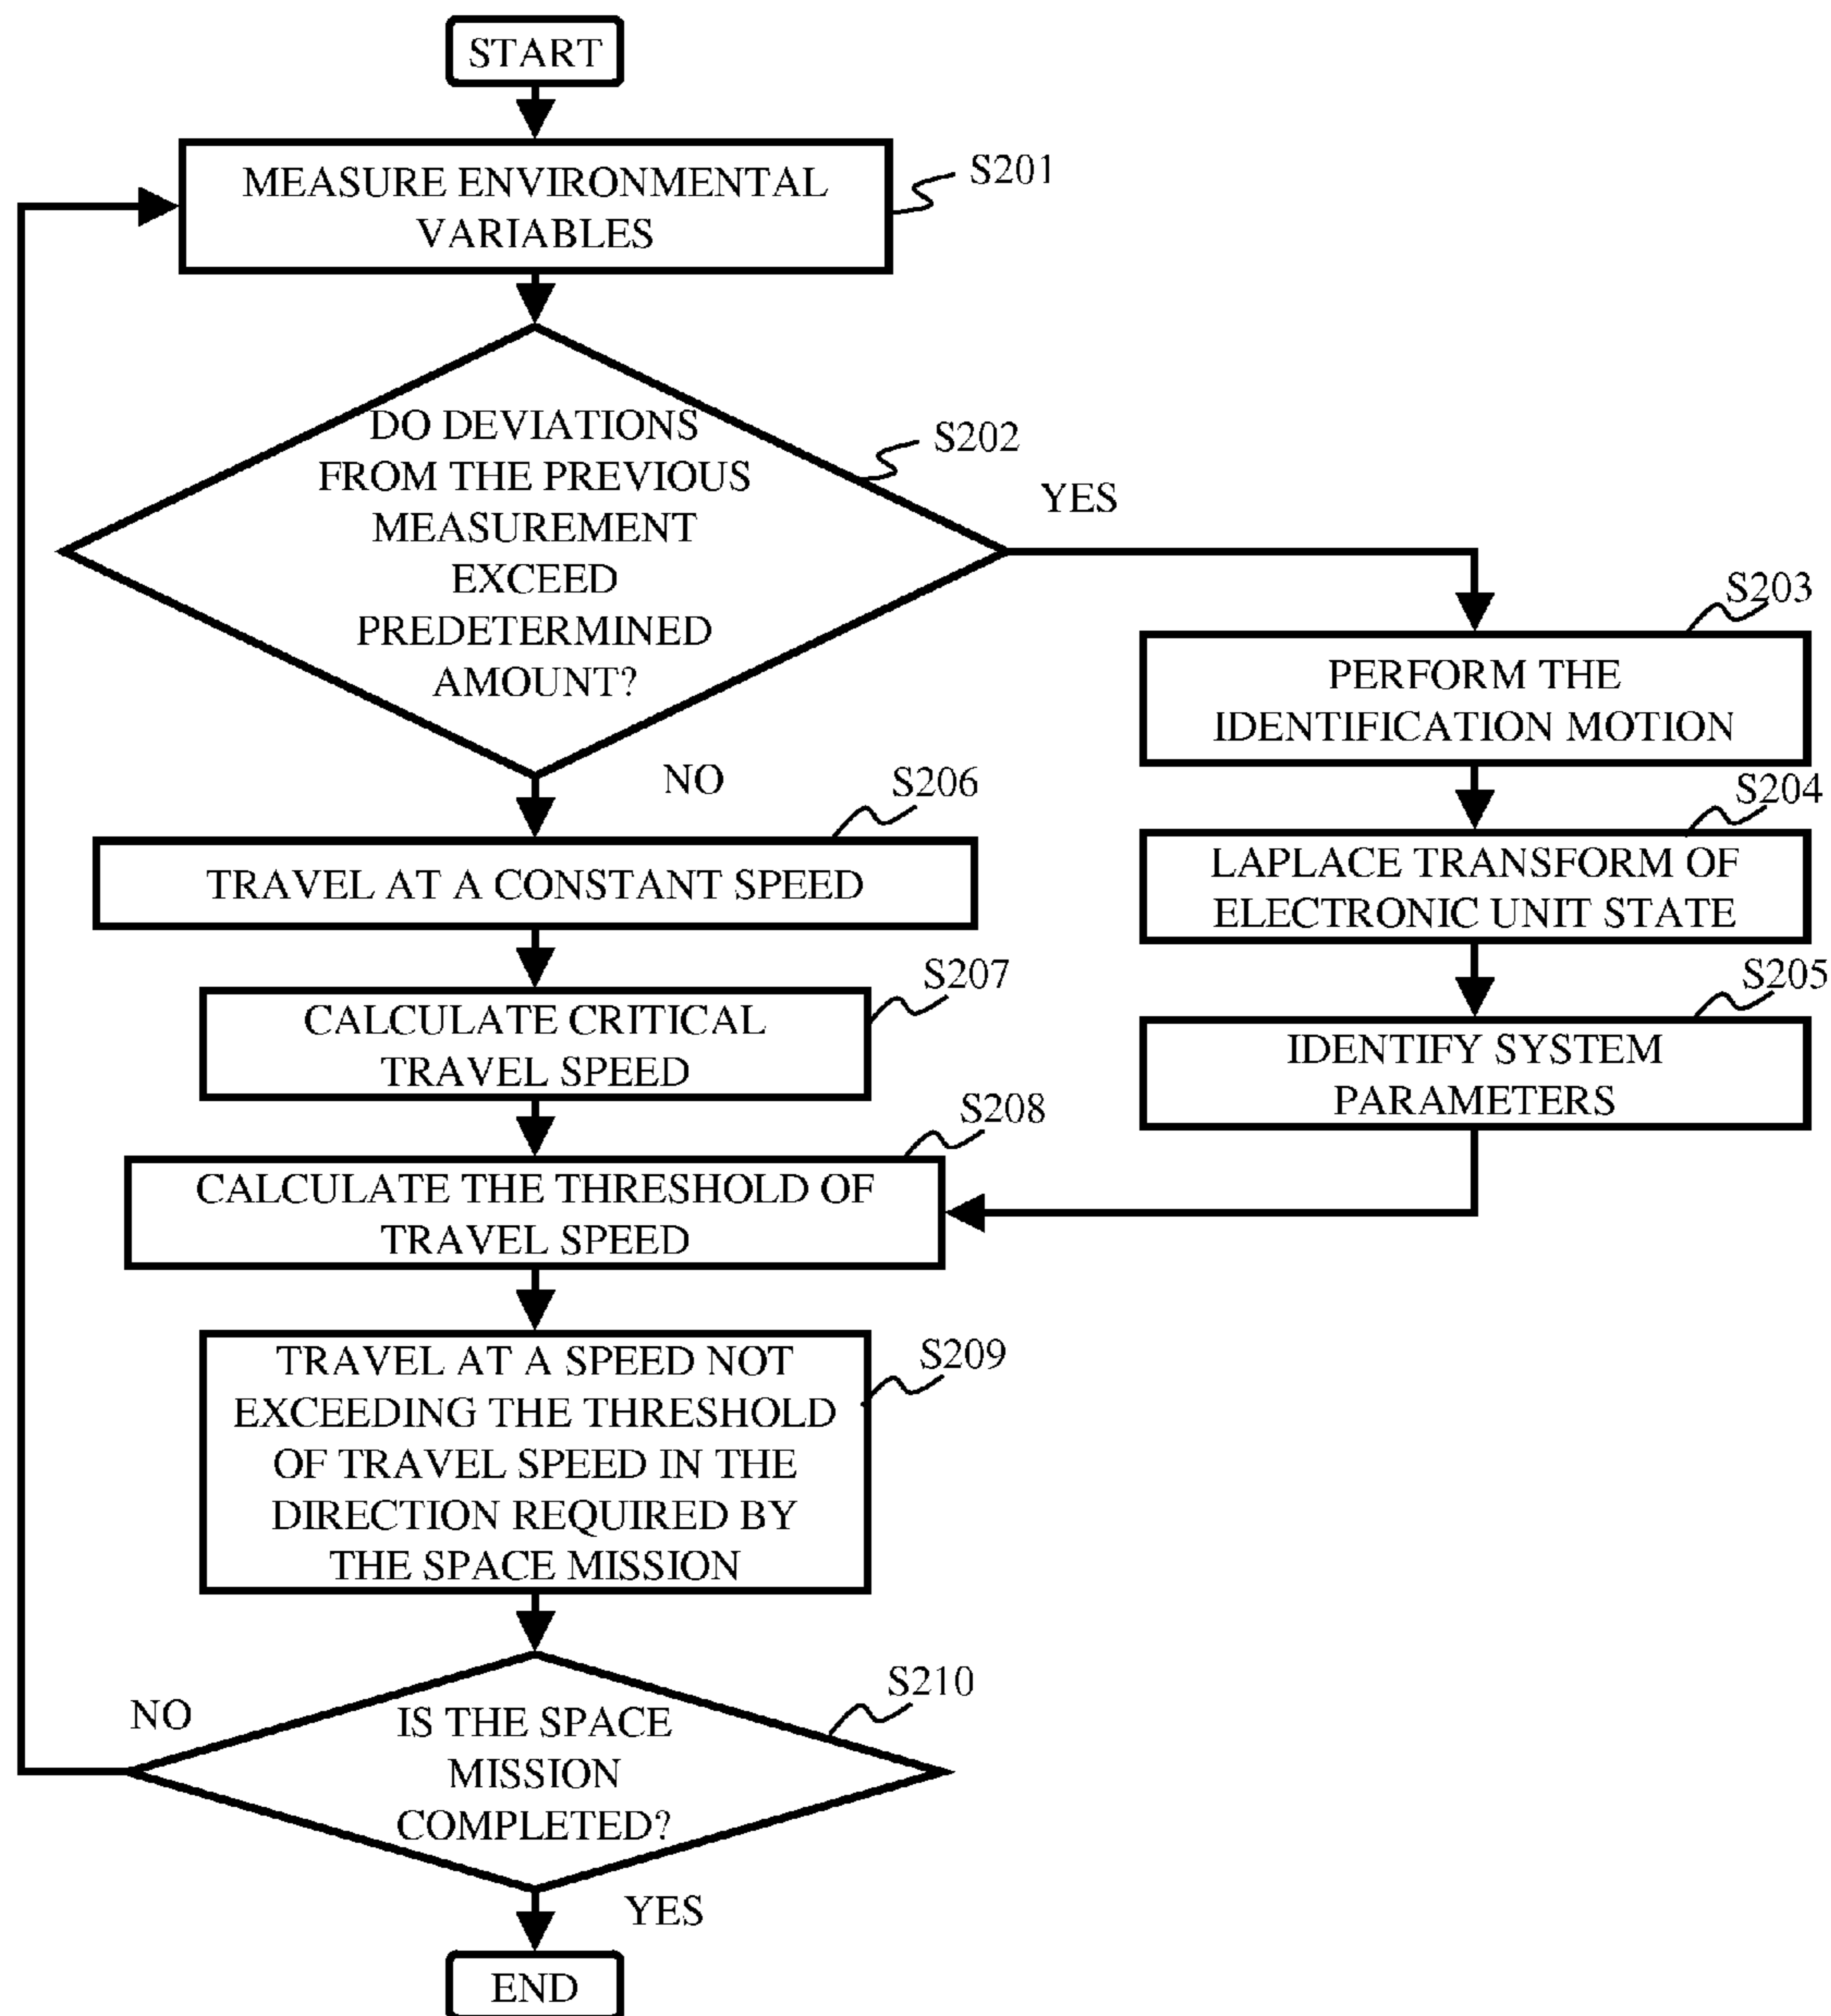 START
MEASURE ENVIRONMENTAL
VARIABLES
S201
DO DEVIATIONS
FROM THE PREVIOUS
MEASUREMENT
EXCEED
PREDETERMINED
AMOUNT?
S202
YES
NO
S203
PERFORM THE
IDENTIFICATION MOTION
S204
LAPLACE TRANSFORM OF
ELECTRONIC UNIT STATE
S205
IDENTIFY SYSTEM
PARAMETERS
S206
TRAVEL AT A CONSTANT SPEED
S207
CALCULATE CRITICAL
TRAVEL SPEED
S208
CALCULATE THE THRESHOLD OF
TRAVEL SPEED
S209
TRAVEL AT A SPEED NOT
EXCEEDING THE THRESHOLD
OF TRAVEL SPEED IN THE
DIRECTION REQUIRED BY
THE SPACE MISSION
S210
NO
IS THE SPACE
MISSION
COMPLETED?
YES
END